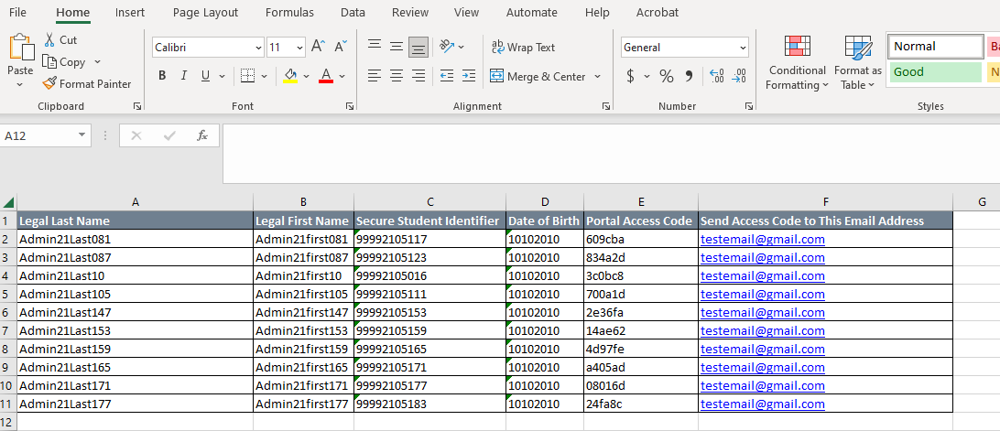 File Home Insert Page Layout Formulas Data Review View Automate Help Acrobat
Paste
Cut
Copy
Format Painter
Clipboard
Calibri 11 A A
B I U A
Font
ab Wrap Text
Merge & Center
Alignment
General
$ % 9
Number
Conditional Formatting
Format as Table
Normal
Good
Styles
A12 fx
A B C D E F G
1 Legal Last Name Legal First Name Secure Student Identifier Date of Birth Portal Access Code Send Access Code to This Email Address
2 Admin21Last081 Admin21first081 99992105117 10102010 609cba testemail@gmail.com
3 Admin21Last087 Admin21first087 99992105123 10102010 834a2d testemail@gmail.com
4 Admin21Last10 Admin21first10 99992105016 10102010 3c0bc8 testemail@gmail.com
5 Admin21Last105 Admin21first105 99992105111 10102010 700a1d testemail@gmail.com
6 Admin21Last147 Admin21first147 99992105153 10102010 2e36fa testemail@gmail.com
7 Admin21Last153 Admin21first153 99992105159 10102010 14ae62 testemail@gmail.com
8 Admin21Last159 Admin21first159 99992105165 10102010 4d97fe testemail@gmail.com
9 Admin21Last165 Admin21first165 99992105171 10102010 a405ad testemail@gmail.com
10 Admin21Last171 Admin21first171 99992105177 10102010 08016d testemail@gmail.com
11 Admin21Last177 Admin21first177 99992105183 10102010 24fa8c testemail@gmail.com
12